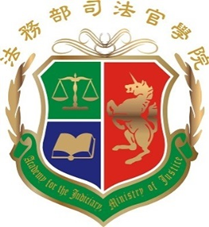 法務部司法官學院
Academy for the Judiciary, Ministry of Justice